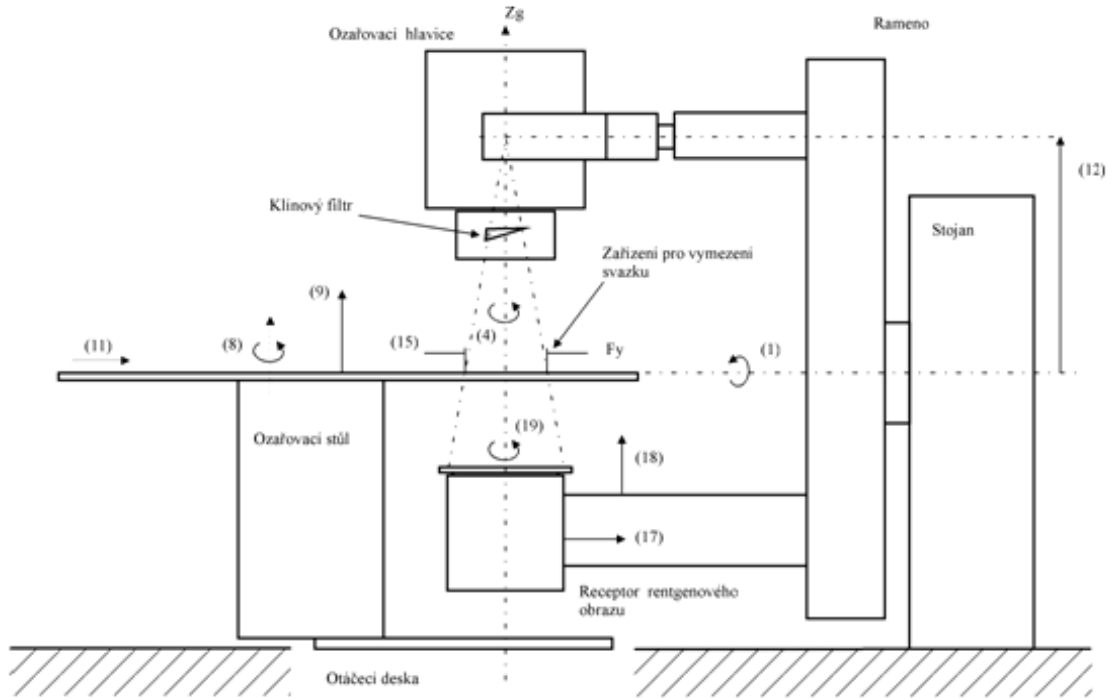 Zg
Ozařovací hlavice
Rameno
(12)
Klínový filtr
Stojan
Zařízení pro vymezení
svazku
(9)
(11)
(8)
(15)
(4)
Fy
(1)
Ozařovací stůl
(19)
(18)
(17)
Receptor rentgenového
obrazu
Otáčecí deska